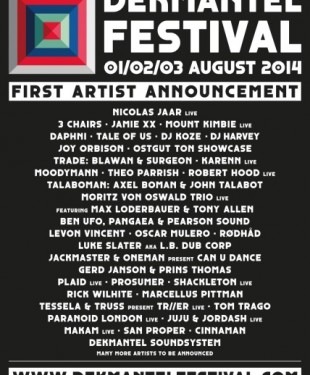 DEKMANTEL
FESTIVAL
01/02/03 AUGUST 2014
FIRST ARTIST ANNOUNCEMENT
NICOLAS JAAR LIVE
3 CHAIRS · JAMIE XX · MOUNT KIMBIE LIVE
DAPHNI · TALE OF US · DJ KOZE · DJ HARVEY
JOY ORBISON · OSTGUT TON SHOWCASE
TRADE: BLAWAN & SURGEON · KARENN LIVE
MOODYMANN · THEO PARRISH · ROBERT HOOD LIVE
TALABOMAN: AXEL BOMAN & JOHN TALABOT
MORITZ VON OSWALD TRIO LIVE
FEATURING MAX LODERBAUER & TONY ALLEN
BEN UFO, PANGAEA & PEARSON SOUND
LEVON VINCENT · OSCAR MULERO · RØDHÅD
LUKE SLATER AKA L.B. DUB CORP
JACKMASTER & ONEMAN PRESENT CAN U DANCE
GERD JANSON & PRINS THOMAS
PLAID LIVE · PROSUMER · SHACKLETON LIVE
RICK WILHITE · MARCELLUS PITTMAN
TESSELA & TRUSS PRESENT TR//ER LIVE · TOM TRAGO
PARANOID LONDON LIVE · JUJU & JORDASH LIVE
MAKAM LIVE · SAN PROPER · CINNAMAN
DEKMANTEL SOUNDSYSTEM
MANY MORE ARTISTS TO BE ANNOUNCED
WWW.DEKMANTELFESTIVAL.COM